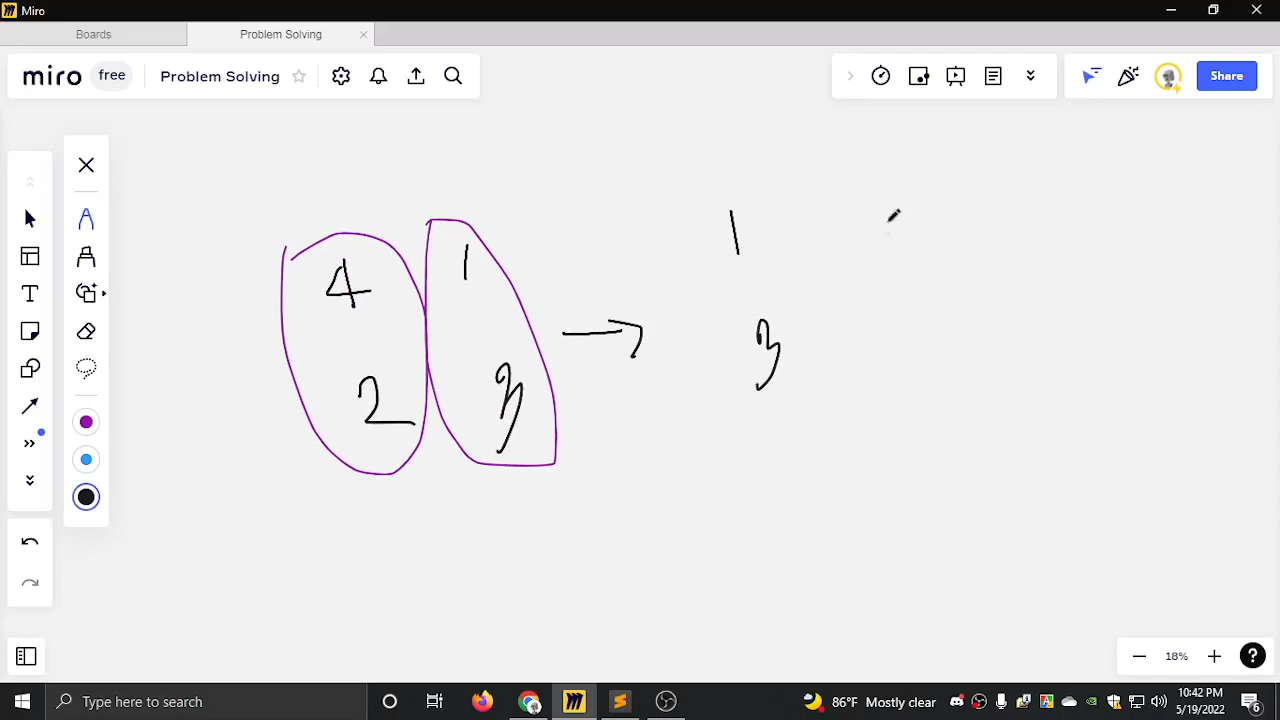 Miro
Boards
Problem Solving
miro free Problem Solving
Share
4 1 1
2 3 3
18%
Type here to search
86°F Mostly clear
10:42 PM
5/19/2022
6